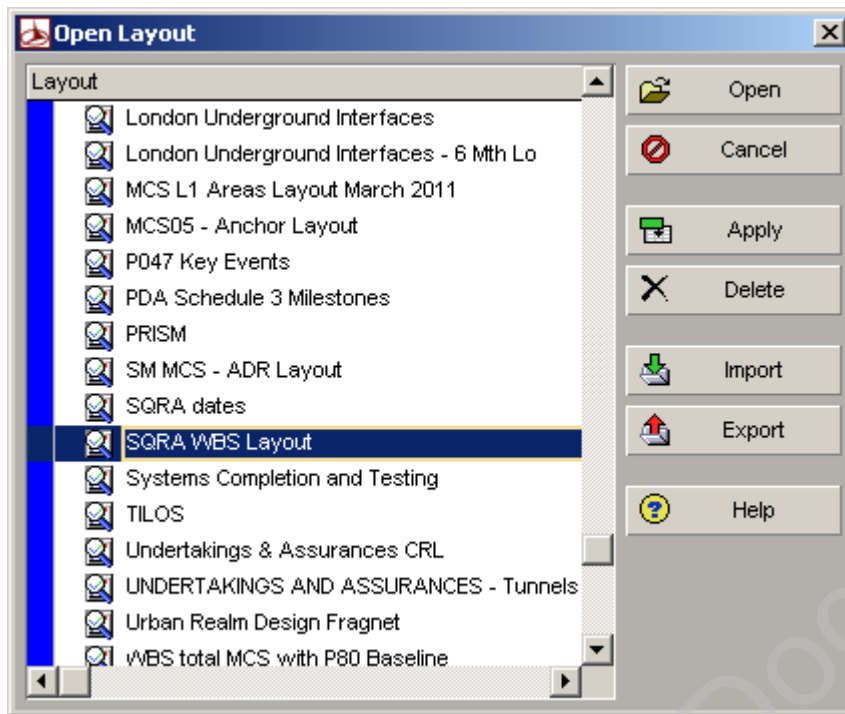 Open Layout
Layout
London Underground Interfaces
London Underground Interfaces - 6 Mth Lo
MCS L1 Areas Layout March 2011
MCS05 - Anchor Layout
P047 Key Events
PDA Schedule 3 Milestones
PRISM
SM MCS - ADR Layout
SQRA dates
SQRA WBS Layout
Systems Completion and Testing
TILOS
Undertakings & Assurances CRL
UNDERTAKINGS AND ASSURANCES - Tunnels
Urban Realm Design Fragnet
WBS total MCS with P80 Baseline
Open
Cancel
Apply
Delete
Import
Export
Help